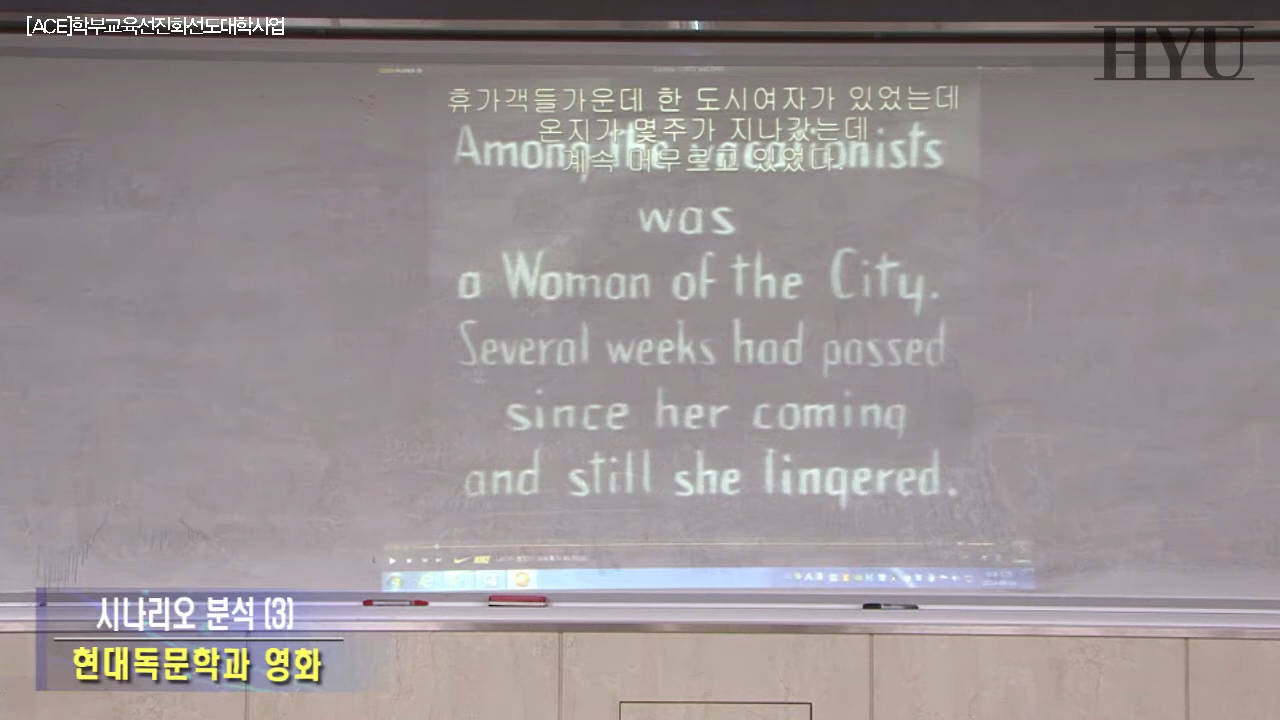 [ACE]학부교육선진화선도대학사업
HYU
휴가객들가운데 한 도시여자가 있었는데
온지가 몇주가 지나갔는데
계속 머무르고 있었다.
Among the vacationists
was
a Woman of the City.
Several weeks had passed
since her coming
and still she lingered.
시나리오 분석 (3)
현대독문학과 영화